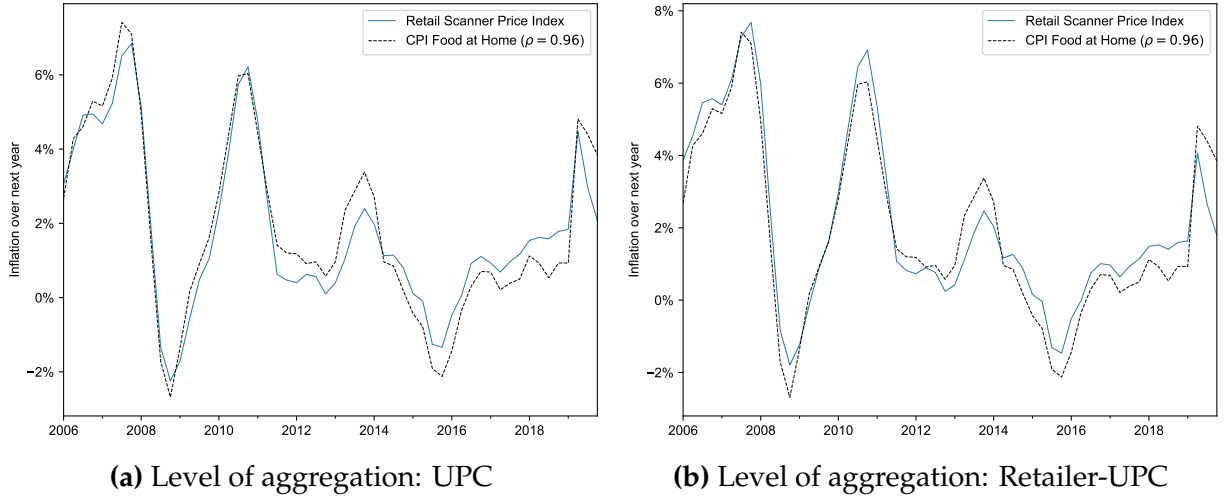 Retail Scanner Price Index
CPI Food at Home (ρ = 0.96)
Inflation over next year
6%
4%
2%
0%
−2%
2006 2008 2010 2012 2014 2016 2018
(a) Level of aggregation: UPC
Retail Scanner Price Index
CPI Food at Home (ρ = 0.96)
Inflation over next year
8%
6%
4%
2%
0%
−2%
2006 2008 2010 2012 2014 2016 2018
(b) Level of aggregation: Retailer-UPC